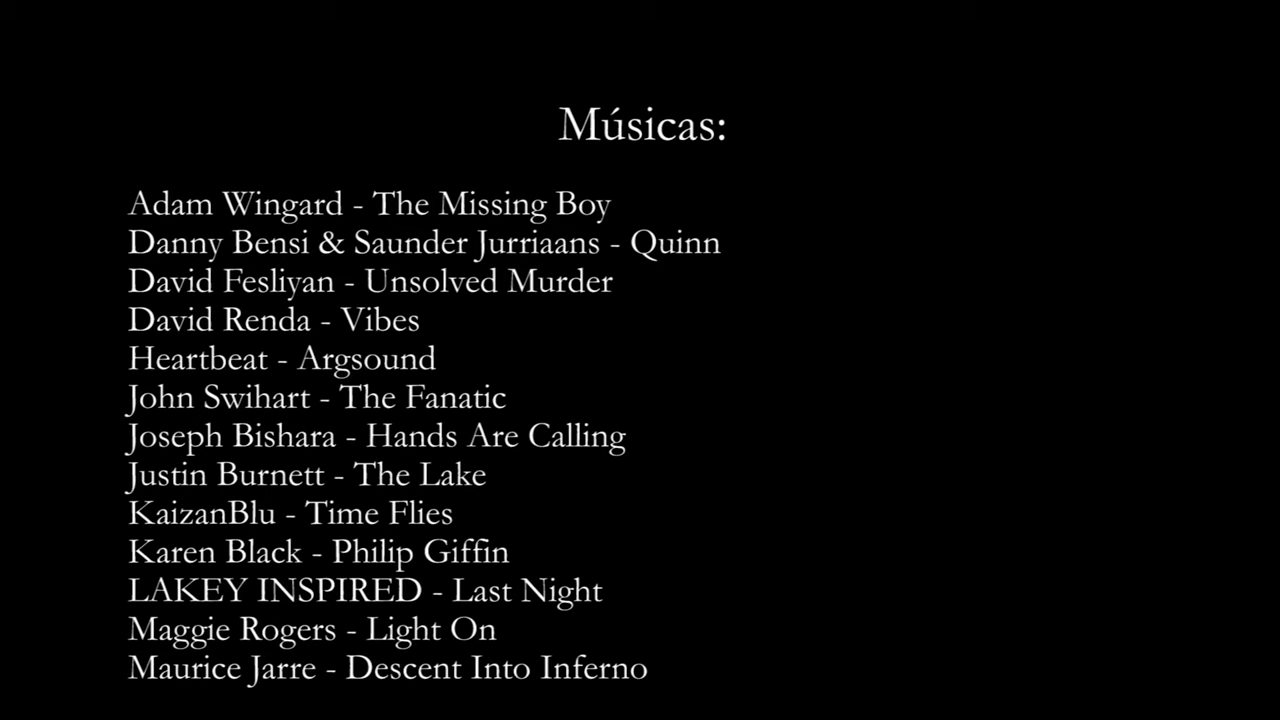 Músicas:
Adam Wingard - The Missing Boy
Danny Bensi & Saunder Jurriaans - Quinn
David Fesliyan - Unsolved Murder
David Renda - Vibes
Heartbeat - Argsound
John Swihart - The Fanatic
Joseph Bishara - Hands Are Calling
Justin Burnett - The Lake
KaizanBlu - Time Flies
Karen Black - Philip Giffin
LAKEY INSPIRED - Last Night
Maggie Rogers - Light On
Maurice Jarre - Descent Into Inferno